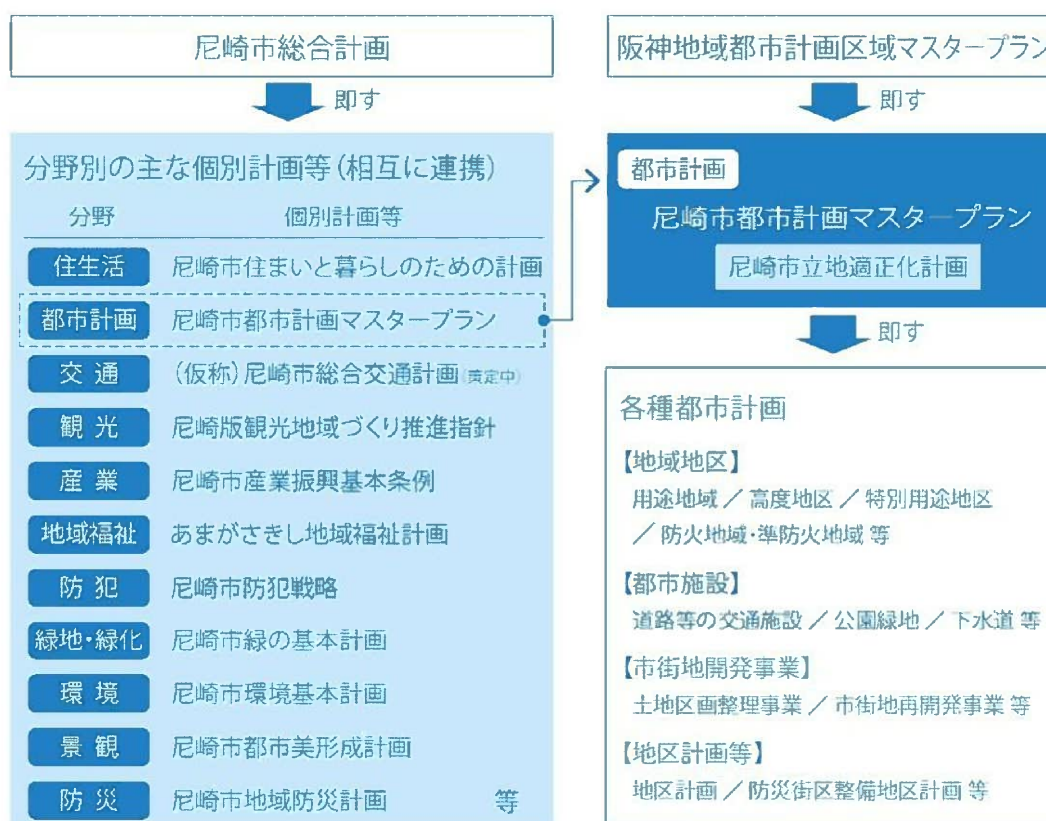 尼崎市総合計画
即す
分野別の主な個別計画等(相互に連携)
分野 個別計画等
住生活 尼崎市住まいと暮らしのための計画
都市計画 尼崎市都市計画マスタープラン
交通 (仮称)尼崎市総合交通計画(策定中)
観光 尼崎版観光地域づくり推進指針
産業 尼崎市産業振興基本条例
地域福祉 あまがさきし地域福祉計画
防犯 尼崎市防犯戦略
緑地・緑化 尼崎市緑の基本計画
環境 尼崎市環境基本計画
景観 尼崎市都市美形成計画
防災 尼崎市地域防災計画 等
阪神地域都市計画区域マスタープラン
即す
都市計画
尼崎市都市計画マスタープラン
尼崎市立地適正化計画
即す
各種都市計画
【地域地区】
用途地域／高度地区／特別用途地区
／防火地域・準防火地域 等
【都市施設】
道路等の交通施設／公園緑地／下水道 等
【市街地開発事業】
土地区画整理事業／市街地再開発事業 等
【地区計画等】
地区計画／防災街区整備地区計画 等